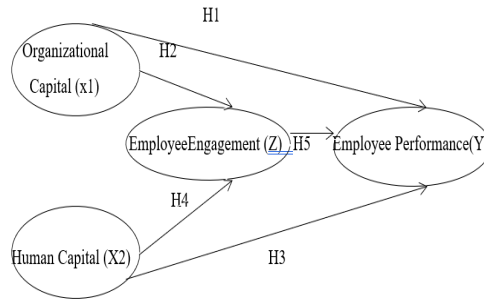 H1
H2
Organizational
Capital (x1)
EmployeeEngagement (Z)
H5
Employee Performance(Y
H4
Human Capital (X2)
H3